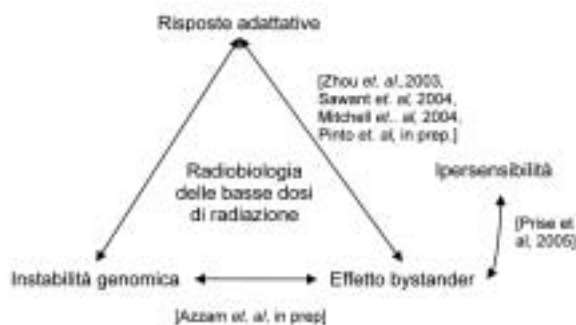 Risposte adattative
[Zhou et. al.,2003,
Sawant et. al, 2004,
Mitchell et.. al, 2004,
Pinto et. al, in prep.]
Radiobiologia
delle basse dosi
di radiazione
Ipersensibilità
[Prise et
al, 2005]
Instabilità genomica
Effetto bystander
[Azzam et. al, in prep]